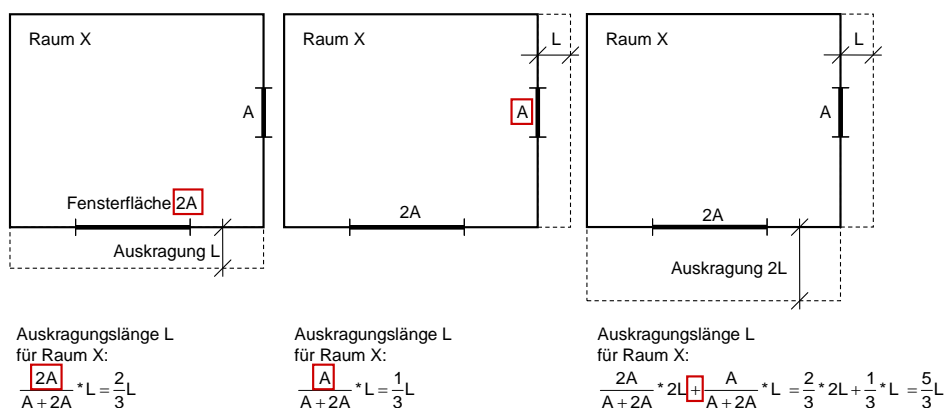 Raum X
A
Fensterfläche 2A
Auskragung L
Auskragungslänge L
für Raum X:
2A / A + 2A * L = 2/3 L
Raum X
L
A
2A
Auskragungslänge L
für Raum X:
A / A + 2A * L = 1/3 L
Raum X
L
A
2A
Auskragung 2L
Auskragungslänge L
für Raum X:
2A / A + 2A * 2L + A / A + 2A * L = 2/3 * 2L + 1/3 * L = 5/3 L